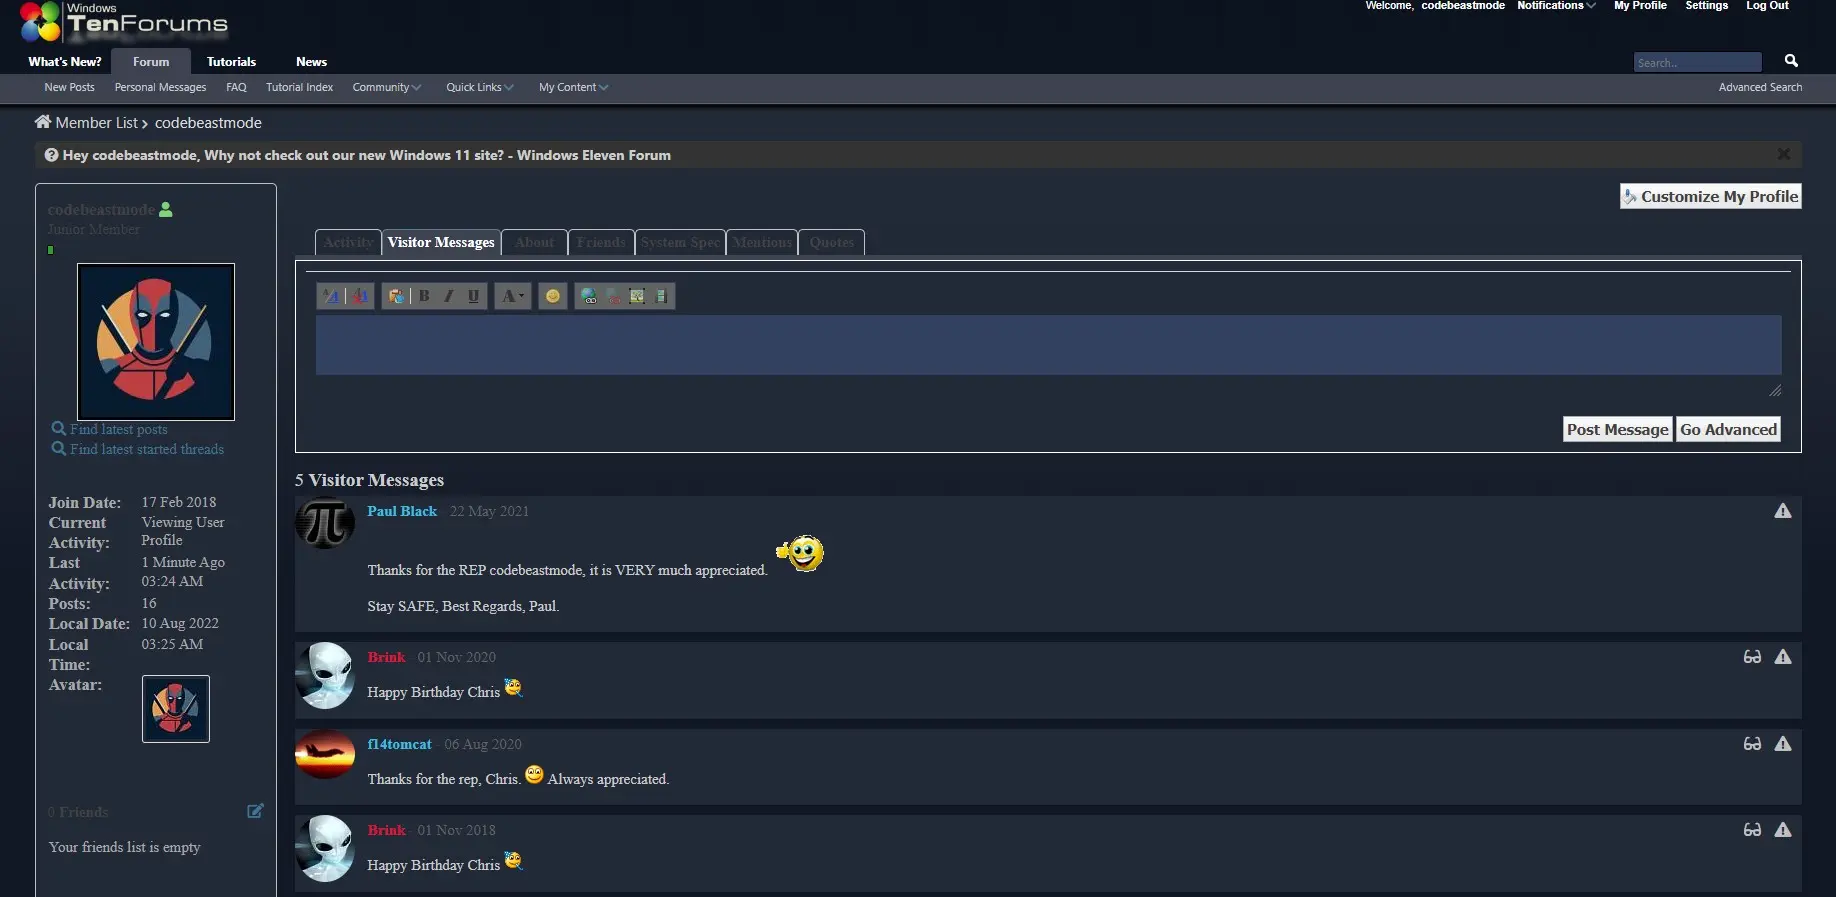 Windows
TenForums
Welcome, codebeastmode Notifications My Profile Settings Log Out
What's New? Forum Tutorials News
Search..
New Posts Personal Messages FAQ Tutorial Index Community Quick Links My Content Advanced Search
Member List › codebeastmode
Hey codebeastmode, Why not check out our new Windows 11 site? - Windows Eleven Forum
Customize My Profile
codebeastmode
Junior Member
Find latest posts
Find latest started threads
Join Date: 17 Feb 2018
Current Activity: Viewing User Profile
Last Activity: 1 Minute Ago 03:24 AM
Posts: 16
Local Date: 10 Aug 2022
Local Time: 03:25 AM
Avatar:
0 Friends
Your friends list is empty
Activity Visitor Messages About Friends System Spec Mentions Quotes
B I U A
Post Message Go Advanced
5 Visitor Messages
Paul Black - 22 May 2021
Thanks for the REP codebeastmode, it is VERY much appreciated.
Stay SAFE, Best Regards, Paul.
Brink - 01 Nov 2020
Happy Birthday Chris
f14tomcat - 06 Aug 2020
Thanks for the rep, Chris. Always appreciated.
Brink - 01 Nov 2018
Happy Birthday Chris